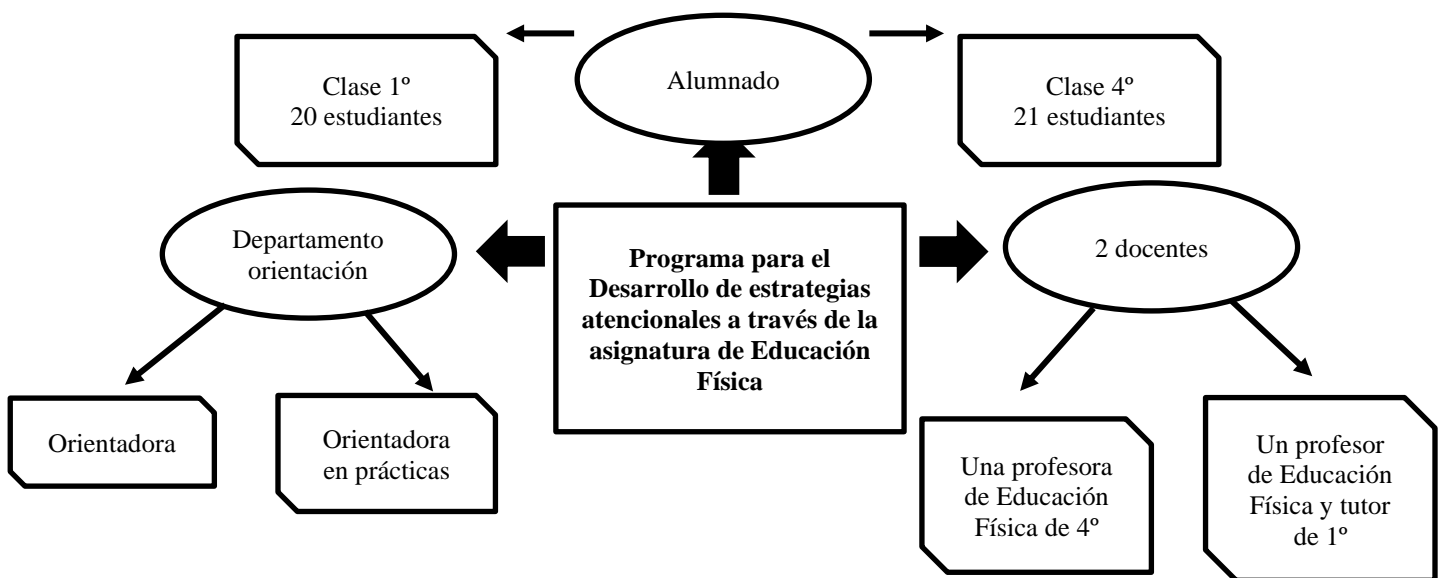 Clase 1º
20 estudiantes
Alumnado
Clase 4º
21 estudiantes
Departamento
orientación
Programa para el
Desarrollo de estrategias
atencionales a través de la
asignatura de Educación
Física
2 docentes
Orientadora
Orientadora
en prácticas
Una profesora
de Educación
Física de 4º
Un profesor
de Educación
Física y tutor
de 1º